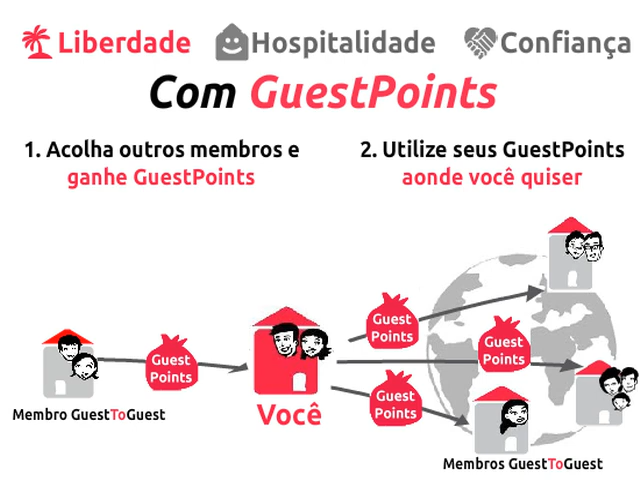 Liberdade Hospitalidade Confiança
Com GuestPoints
1. Acolha outros membros e
ganhe GuestPoints
2. Utilize seus GuestPoints
aonde você quiser
Guest
Points
Guest
Points
Guest
Points
Guest
Points
Membro GuestToGuest
Você
Membros GuestToGuest